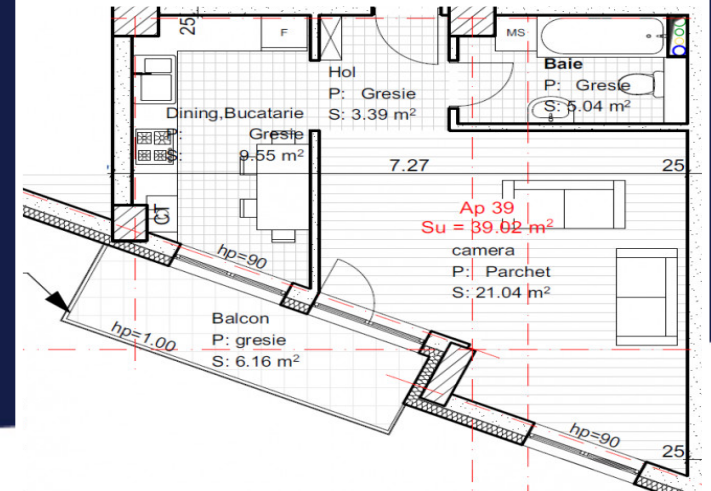 25
F
MS
Hol
P: Gresie
S: 3.39 m²
Baie
P: Gresie
S: 5.04 m²
Dining,Bucatarie
P: Gresie
S: 9.55 m²
7.27
25
CT
Ap 39
Su = 39.02 m²
camera
P: Parchet
S: 21.04 m²
hp=90
Balcon
P: gresie
S: 6.16 m²
hp=1.00
hp=90
25